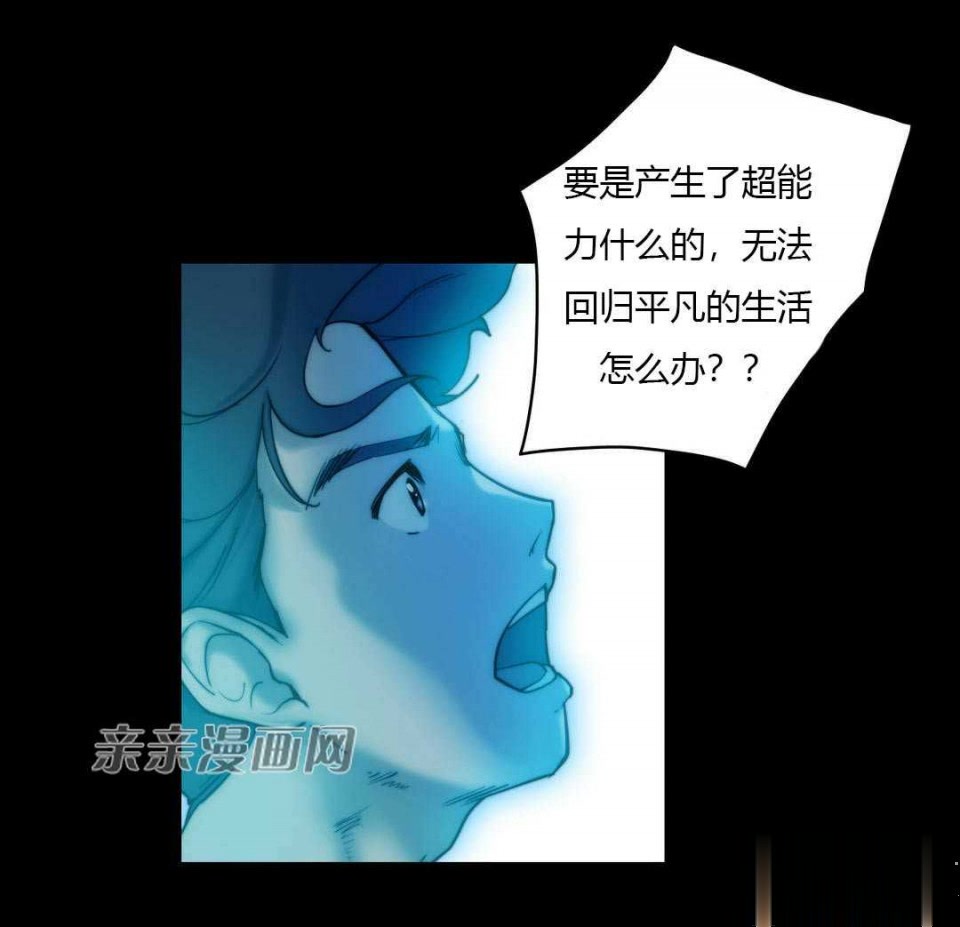 要是产生了超能
力什么的，无法
回归平凡的生活
怎么办？？
亲亲漫画网